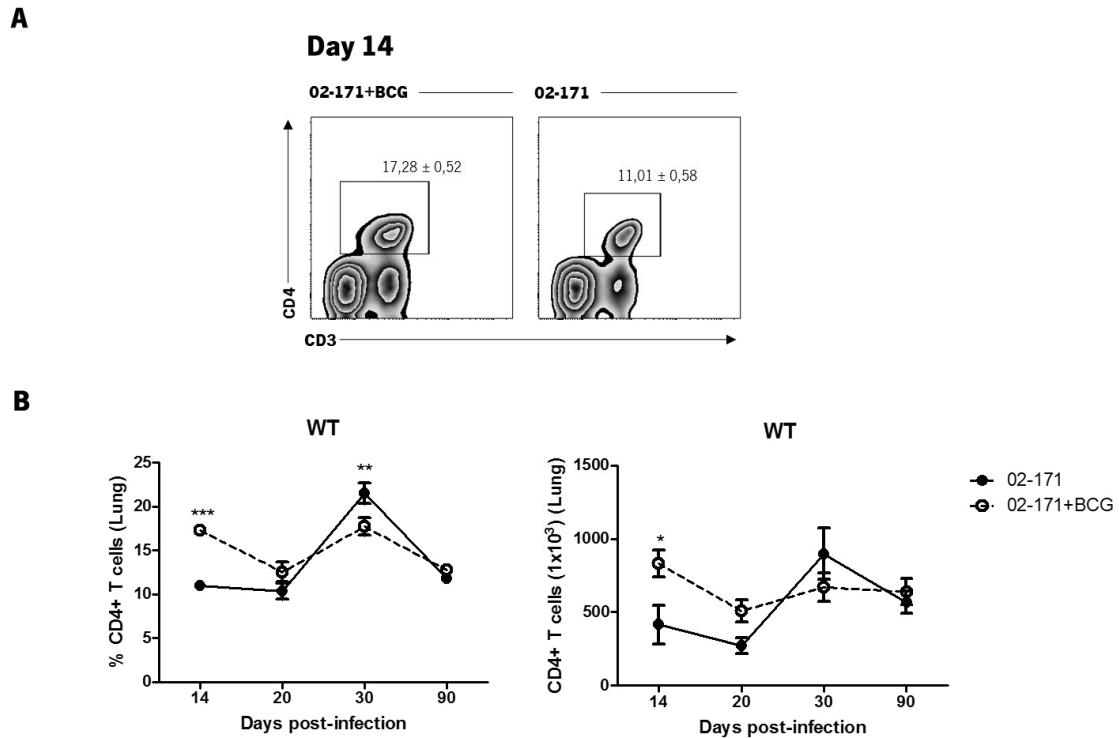 A
Day 14
02-171+BCG
02-171
17,28 ± 0,52
11,01 ± 0,58
CD4
CD3
B
WT
% CD4+ T cells (Lung)
25
20
15
10
5
0
***
**
14
20
30
90
Days post-infection
WT
CD4+ T cells (1x10³) (Lung)
1500
1000
500
0
*
14
20
30
90
Days post-infection
02-171
02-171+BCG